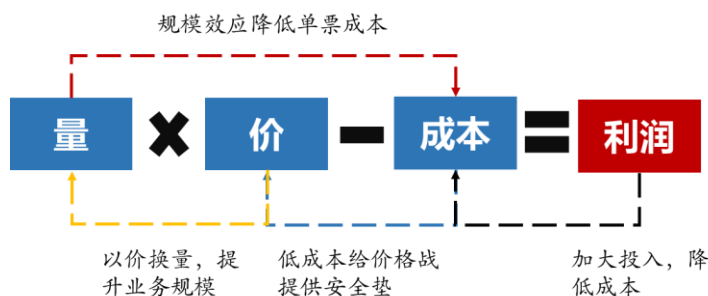 规模效应降低单票成本
量 × 价 − 成本 = 利润
以价换量，提
升业务规模
低成本给价格战
提供安全垫
加大投入，降
低成本